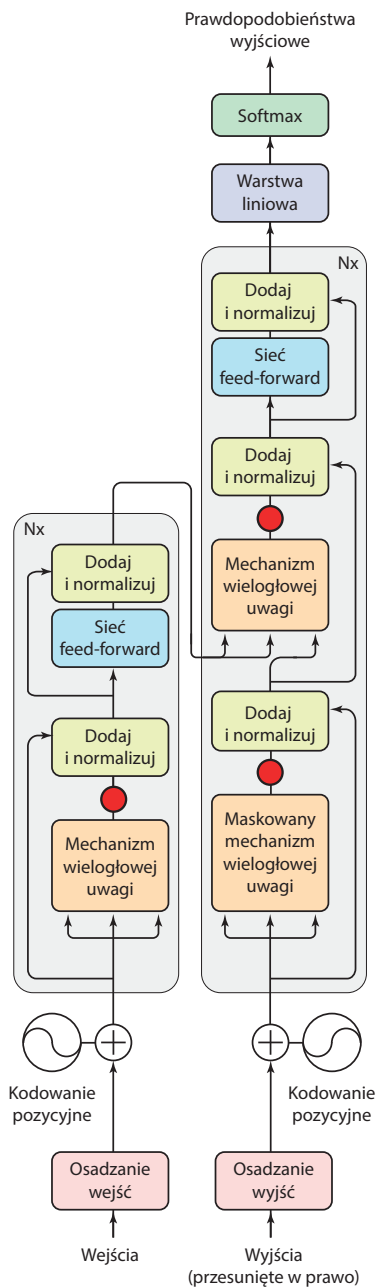 Prawdopodobieństwa
wyjściowe
Softmax
Warstwa
liniowa
Nx
Dodaj
i normalizuj
Sieć
feed-forward
Dodaj
i normalizuj
Mechanizm
wielogłowej
uwagi
Dodaj
i normalizuj
Maskowany
mechanizm
wielogłowej
uwagi
Nx
Dodaj
i normalizuj
Sieć
feed-forward
Dodaj
i normalizuj
Mechanizm
wielogłowej
uwagi
Kodowanie
pozycyjne
Kodowanie
pozycyjne
Osadzanie
wejść
Osadzanie
wyjść
Wejścia
Wyjścia
(przesunięte w prawo)